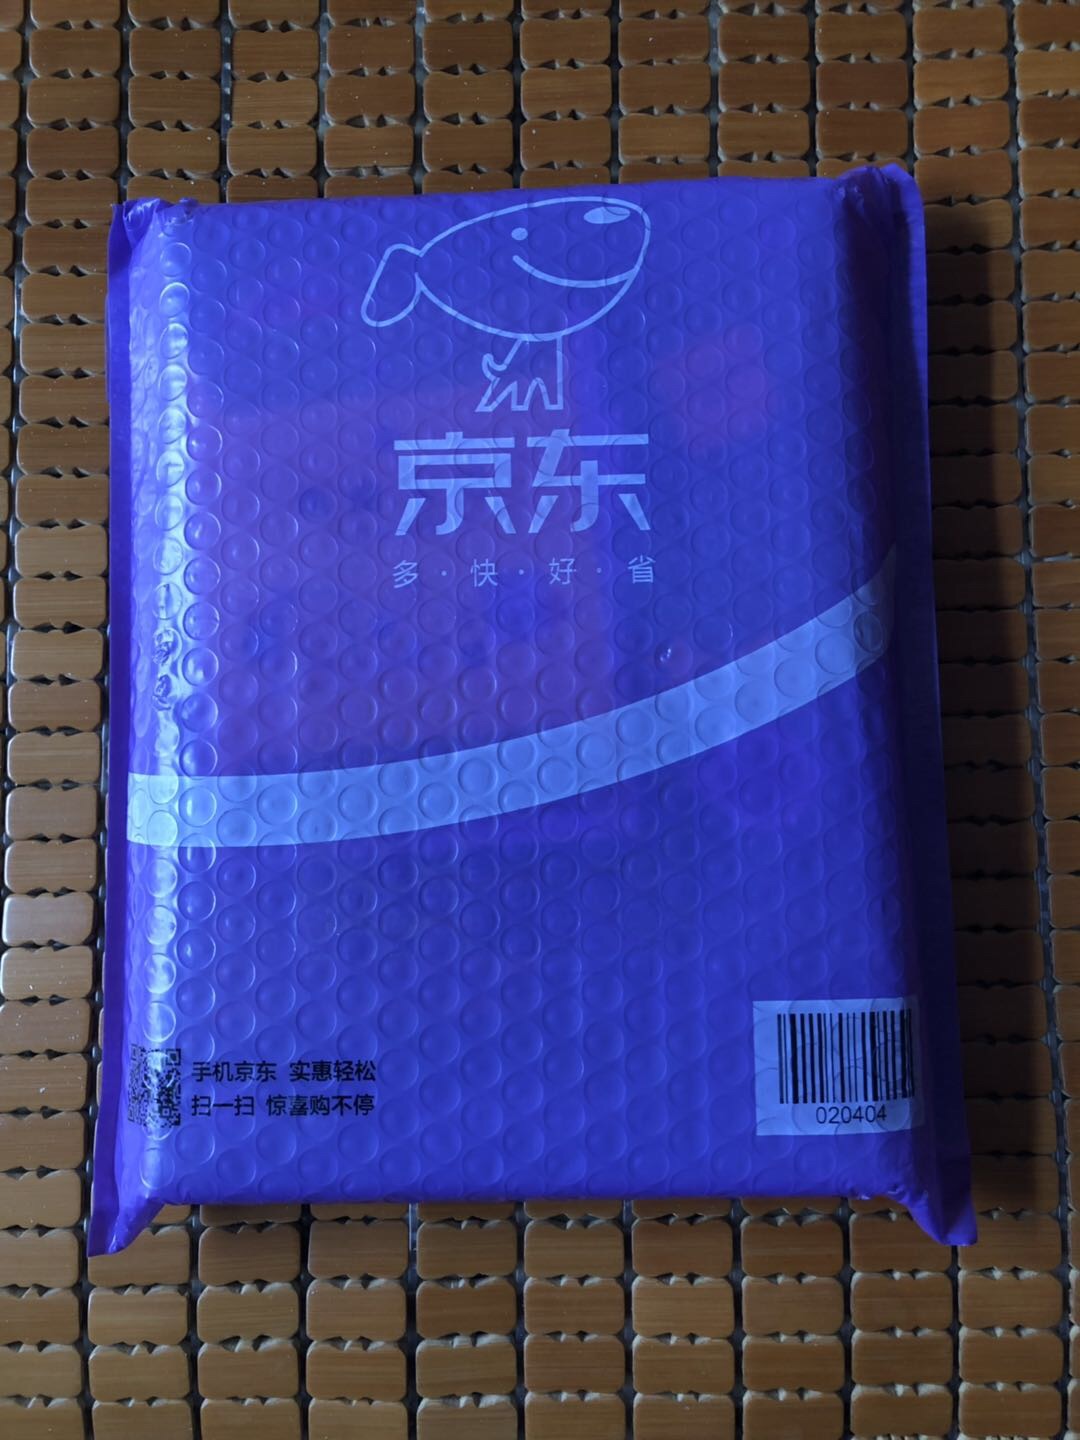 京东
多·快·好·省
手机京东 实惠轻松
扫一扫 惊喜购不停
020404